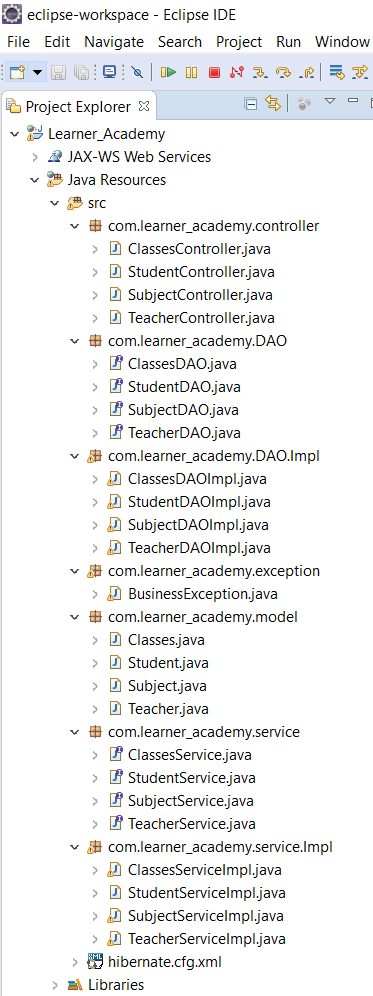 eclipse-workspace - Eclipse IDE
File Edit Navigate Search Project Run Window
Project Explorer
Learner_Academy
JAX-WS Web Services
Java Resources
src
com.learner_academy.controller
ClassesController.java
StudentController.java
SubjectController.java
TeacherController.java
com.learner_academy.DAO
ClassesDAO.java
StudentDAO.java
SubjectDAO.java
TeacherDAO.java
com.learner_academy.DAO.Impl
ClassesDAOImpl.java
StudentDAOImpl.java
SubjectDAOImpl.java
TeacherDAOImpl.java
com.learner_academy.exception
BusinessException.java
com.learner_academy.model
Classes.java
Student.java
Subject.java
Teacher.java
com.learner_academy.service
ClassesService.java
StudentService.java
SubjectService.java
TeacherService.java
com.learner_academy.service.Impl
ClassesServiceImpl.java
StudentServiceImpl.java
SubjectServiceImpl.java
TeacherServiceImpl.java
hibernate.cfg.xml
Libraries